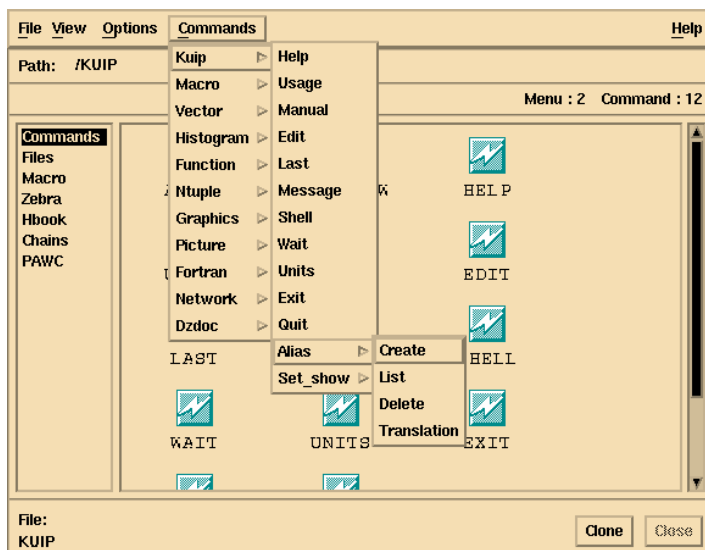 File View Options Commands Help
Path: /KUIP
Menu : 2 Command : 12
Commands
Files
Macro
Zebra
Hbook
Chains
PAWC
Kuip
Macro
Vector
Histogram
Function
Ntuple
Graphics
Picture
Fortran
Network
Dzdoc
Help
Usage
Manual
Edit
Last
Message
Shell
Wait
Units
Exit
Quit
Alias
Set_show
Create
List
Delete
Translation
HELP
EDIT
LAST
WAIT UNITS EXIT
File:
KUIP
Clone Close